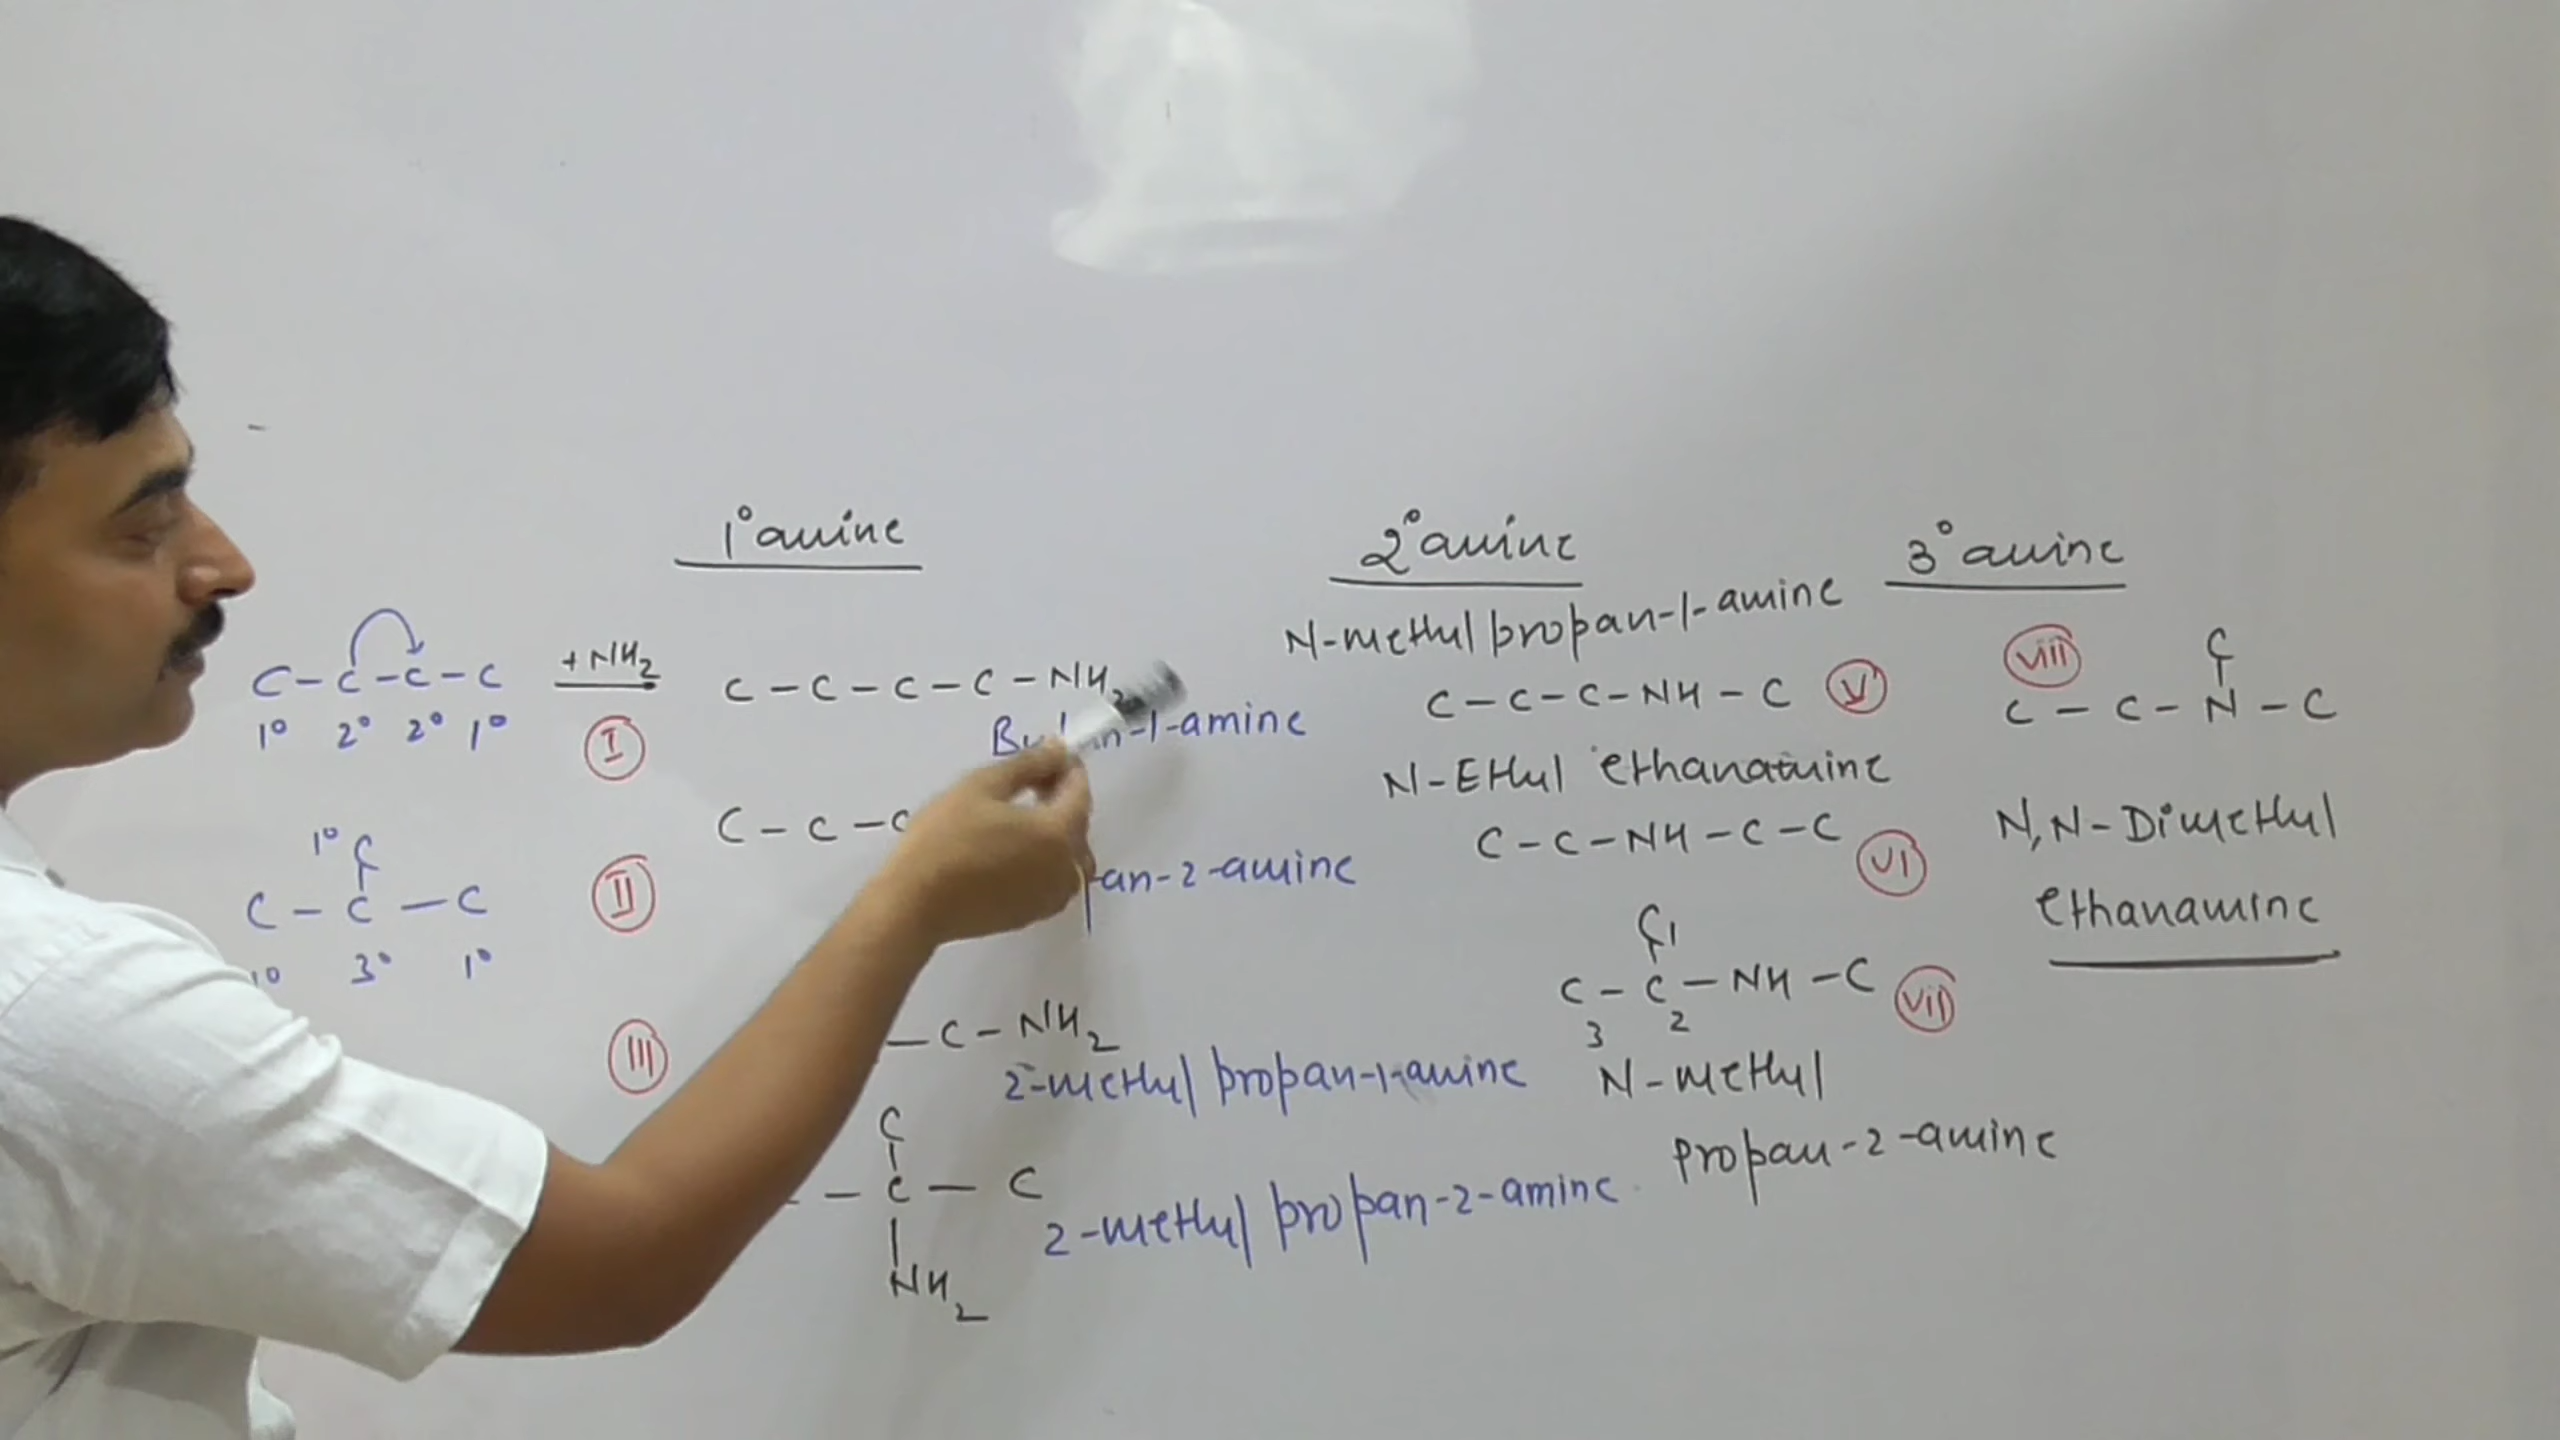 1° amine
2° amine
3° amine
C - C - C - C
1° 2° 2° 1°
+ NH2
I
C - C - C - C - NH2
-1-amine
1° C
C - C - C
1° 3° 1°
II
C - C - C
an-2-amine
III
- C - NH2
2-methyl propan-1-amine
C
- C - C
NH2
2-methyl propan-2-amine
N-methyl propan-1-amine
C - C - C - NH - C V
N-Ethyl ethanamine
C - C - NH - C - C VI
C1
C - C - NH - C VII
3 2
N-methyl
propan-2-amine
VIII
C
C - C - N - C
N,N-Dimethyl
ethanamine